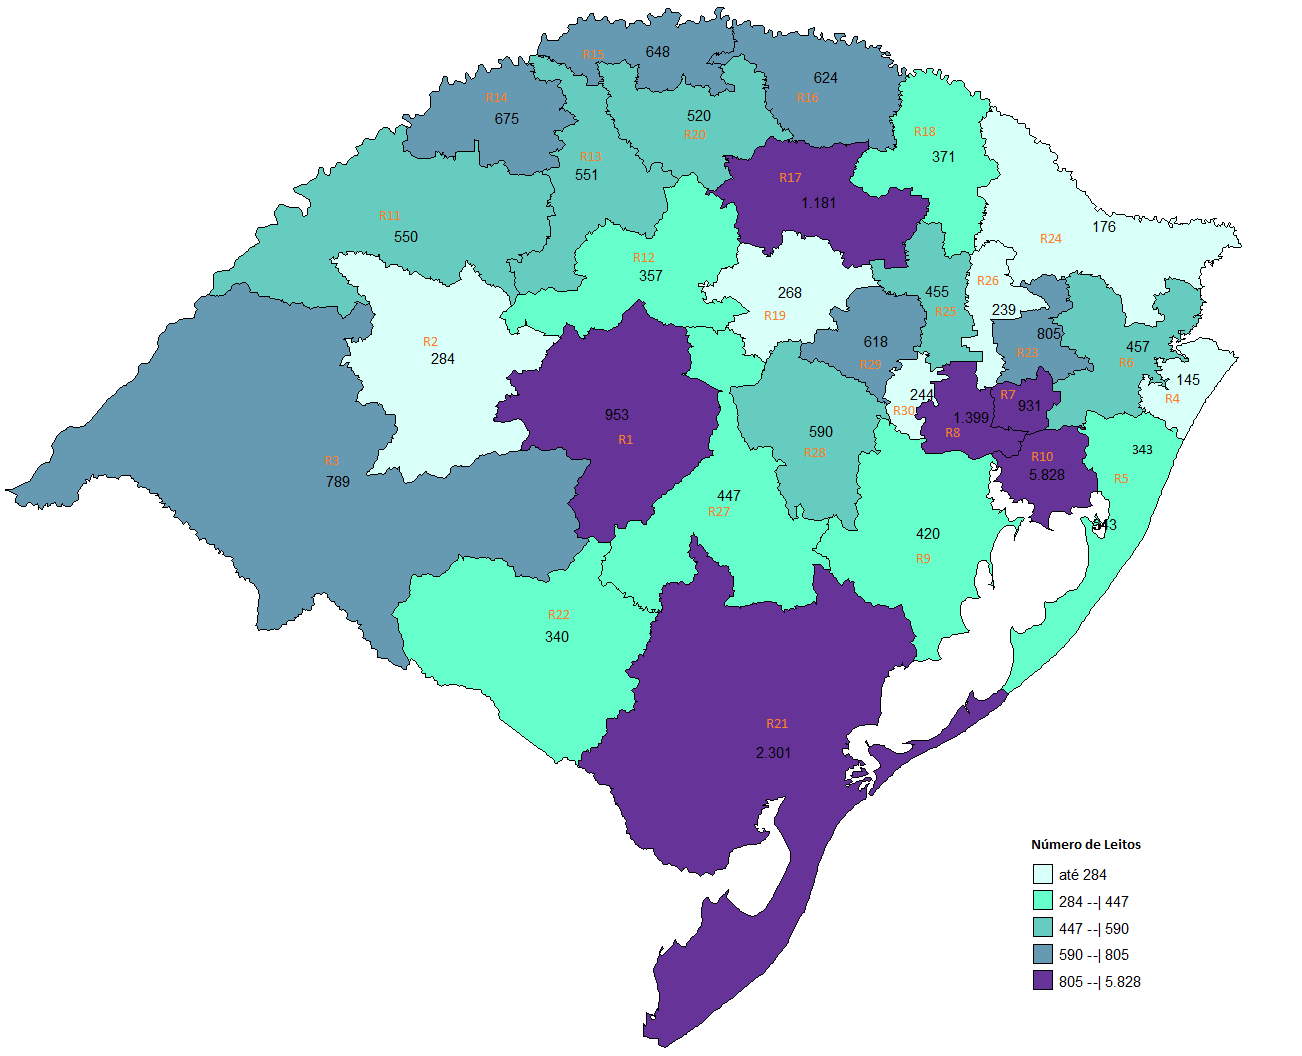 R15
648
624
R16
R14
675
520
R20
R18
371
R13
551
R17
1.181
R11
550
176
R24
R12
357
R26
239
268
R19
455
R25
R2
284
618
R29
805
R23
457
R6
145
R4
244
R30
R7
931
1.399
R8
953
R1
590
R28
343
R5
R10
5.828
R3
789
447
R27
343
420
R9
R22
340
R21
2.301
Número de Leitos
até 284
284 --| 447
447 --| 590
590 --| 805
805 --| 5.828